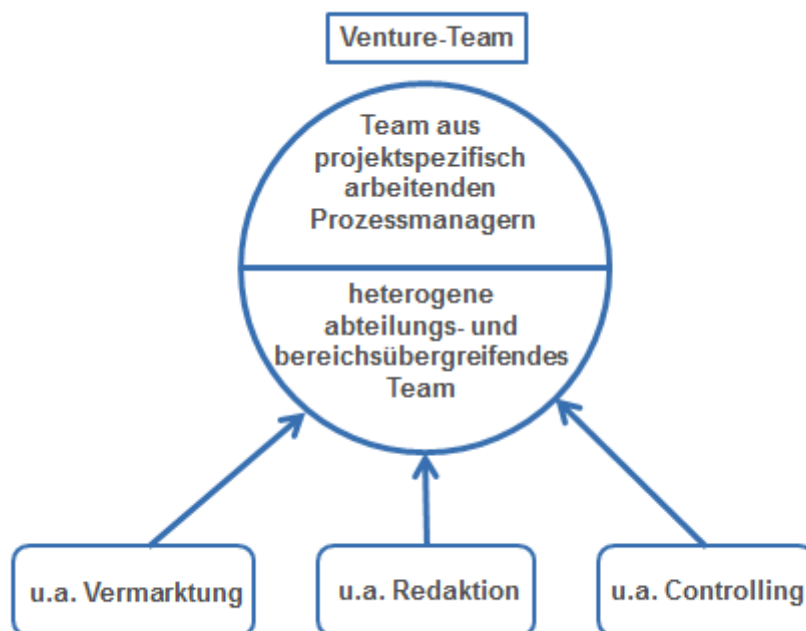 Venture-Team
Team aus
projektspezifisch
arbeitenden
Prozessmanagern
heterogene
abteilungs- und
bereichsübergreifendes
Team
u.a. Vermarktung
u.a. Redaktion
u.a. Controlling